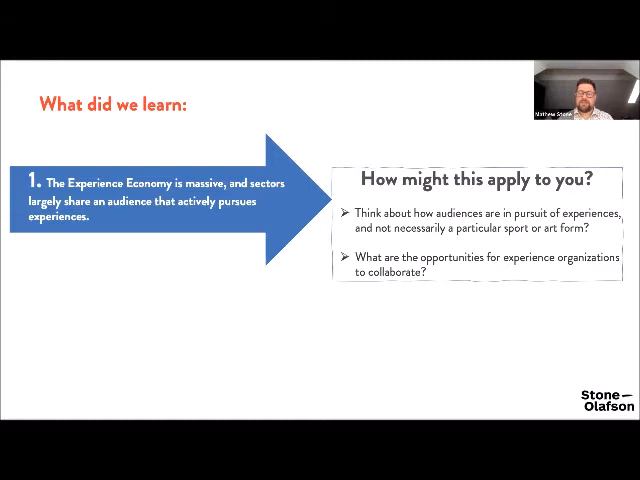 What did we learn:
Mathew Stone
1. The Experience Economy is massive, and sectors
largely share an audience that actively pursues
experiences.
How might this apply to you?
➢ Think about how audiences are in pursuit of experiences,
and not necessarily a particular sport or art form?
➢ What are the opportunities for experience organizations
to collaborate?
Stone—
Olafson